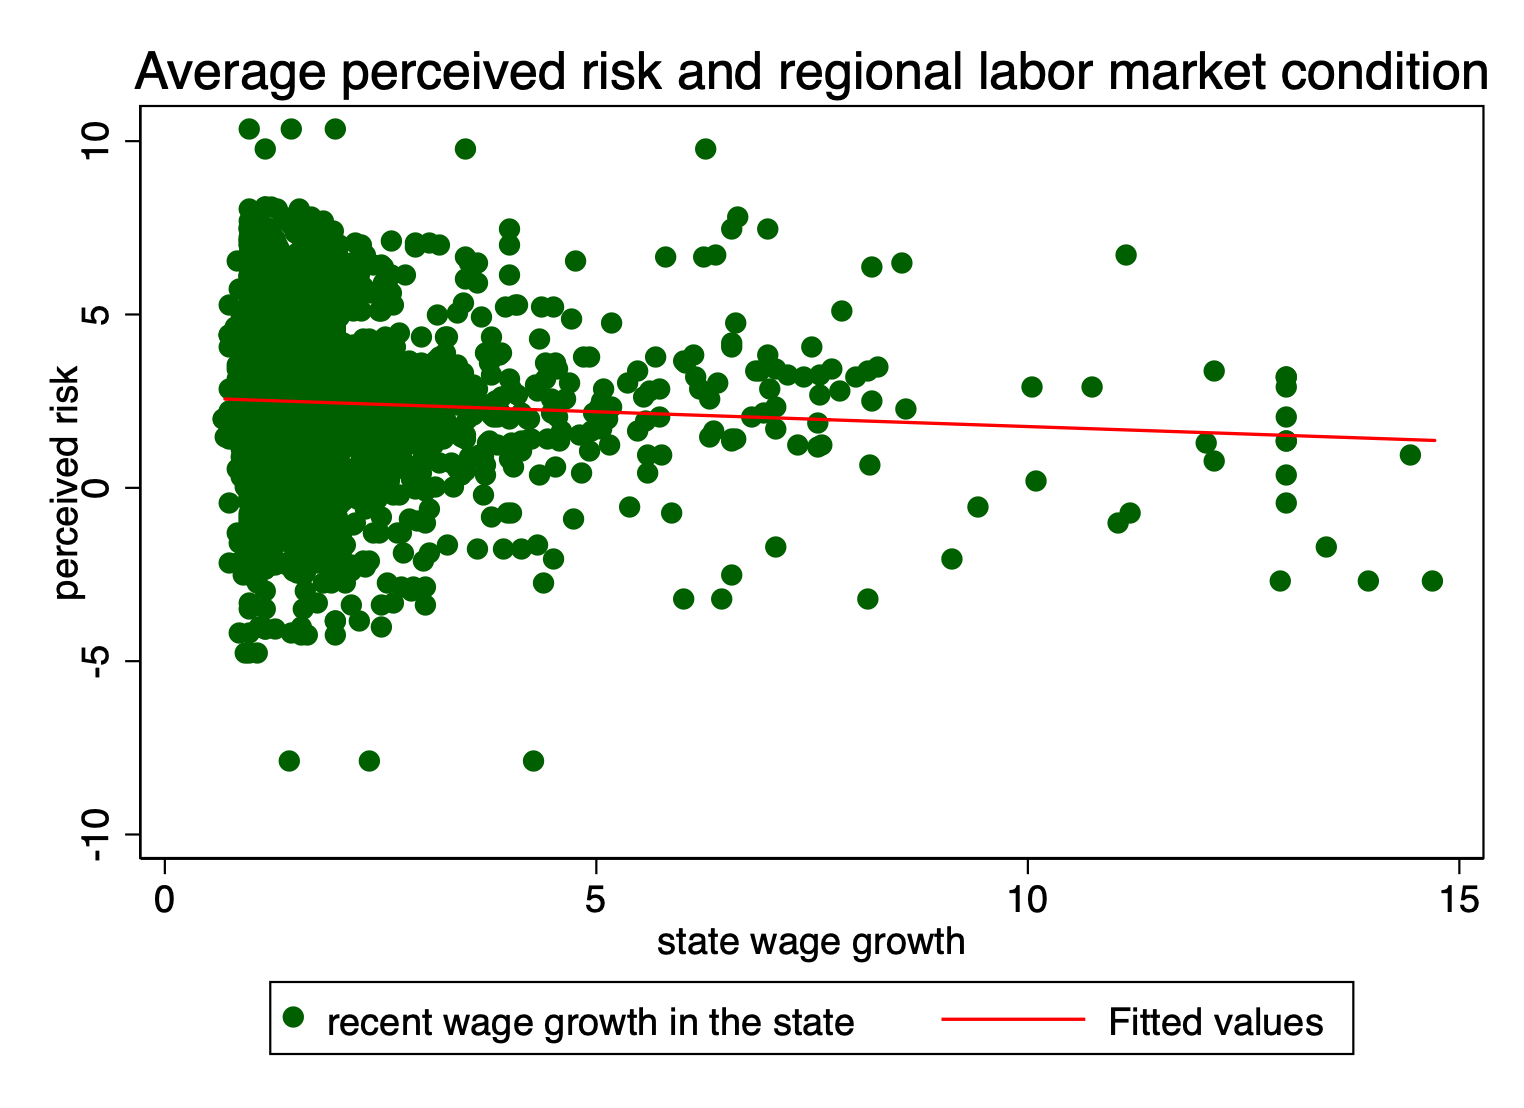 Average perceived risk and regional labor market condition
perceived risk
10
5
0
-5
-10
0 5 10 15
state wage growth
recent wage growth in the state Fitted values